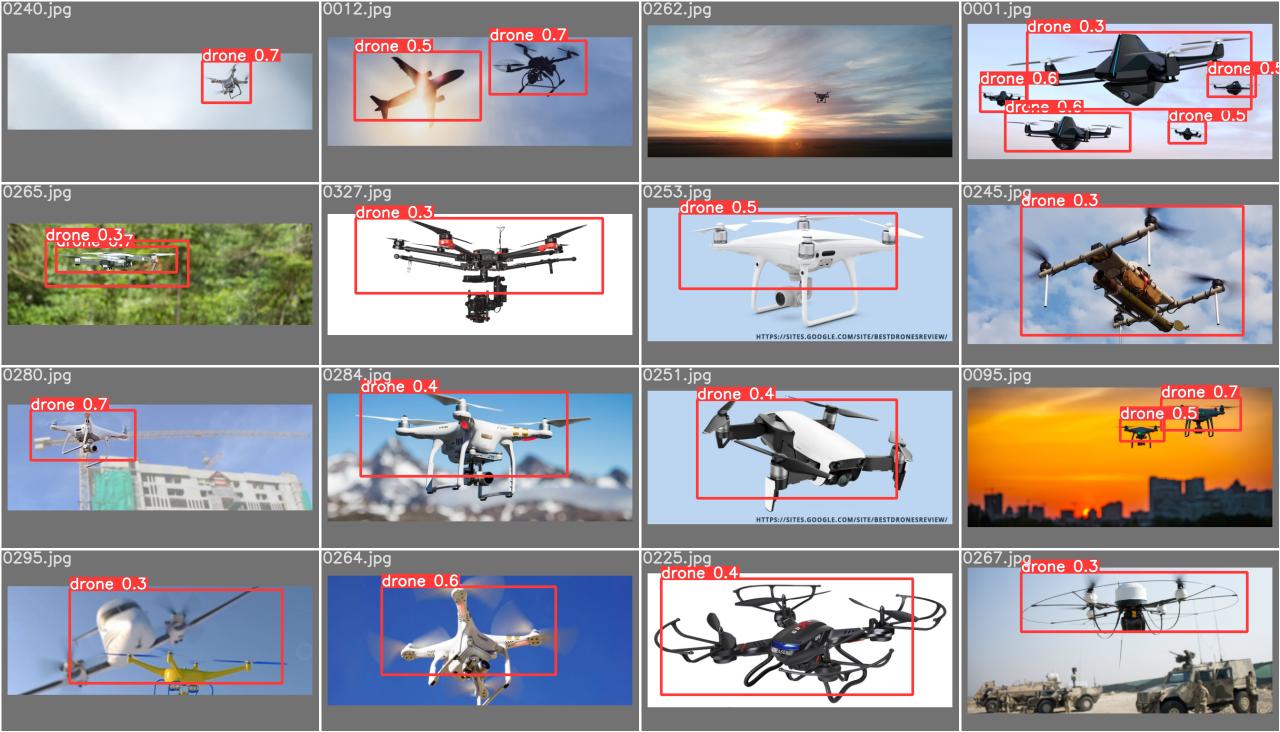 0240.jpg
drone 0.7
0012.jpg
drone 0.5
drone 0.7
0262.jpg
0001.jpg
drone 0.3
drone 0.5
drone 0.6
drone 0.6
drone 0.5
0265.jpg
drone 0.3
drone 0.7
0327.jpg
drone 0.3
0253.jpg
drone 0.5
HTTPS://SITES.GOOGLE.COM/SITE/BESTDRONESREVIEW/
0245.jpg
drone 0.3
0280.jpg
drone 0.7
0284.jpg
drone 0.4
0251.jpg
drone 0.4
HTTPS://SITES.GOOGLE.COM/SITE/BESTDRONESREVIEW/
0095.jpg
drone 0.7
drone 0.5
0295.jpg
drone 0.3
0264.jpg
drone 0.6
0225.jpg
drone 0.4
0267.jpg
drone 0.3